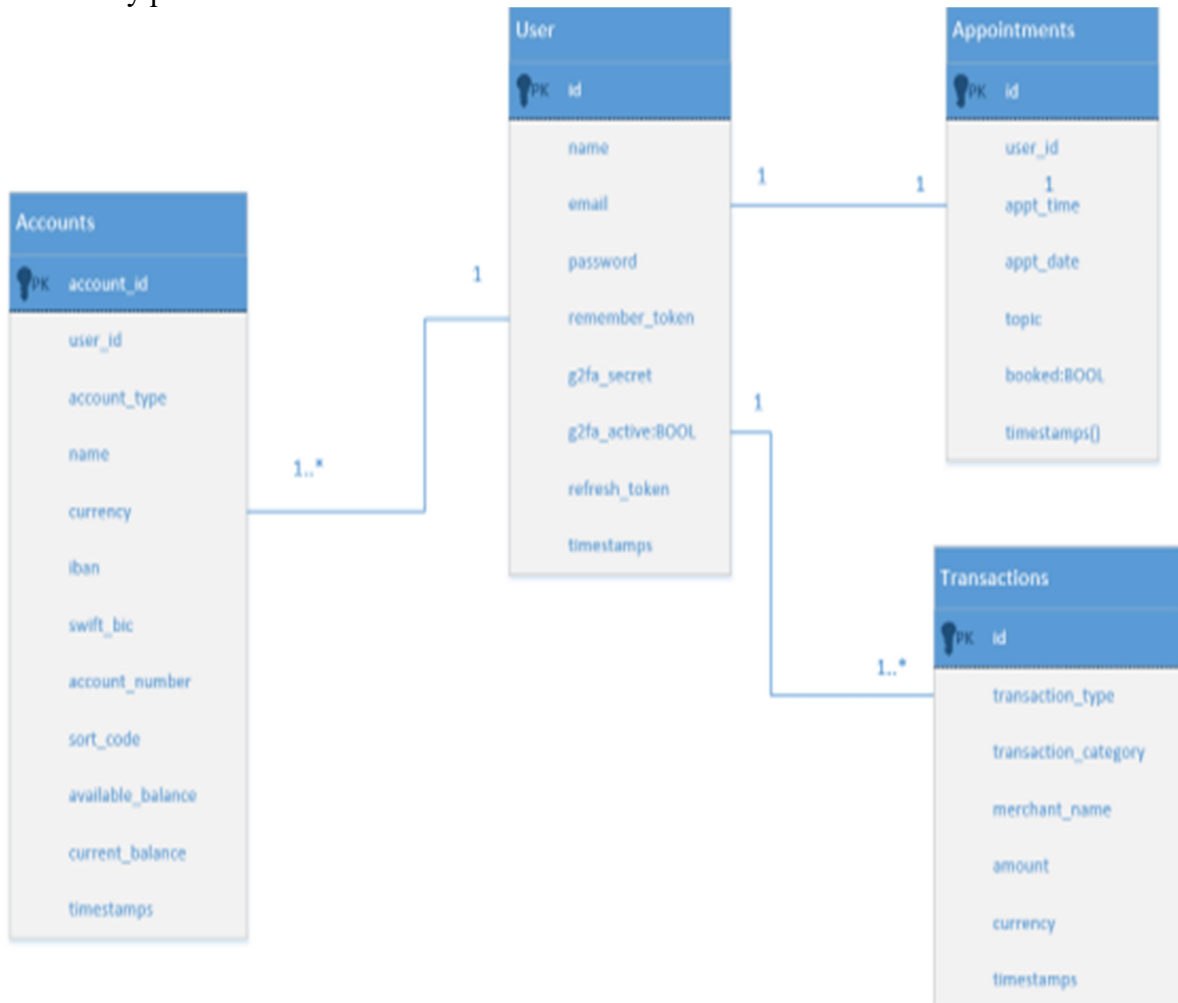 User
PK id
name
email
password
remember_token
g2fa_secret
g2fa_active:BOOL
refresh_token
timestamps
Appointments
PK id
user_id
1
appt_time
appt_date
topic
booked:BOOL
timestamps()
1
1
Accounts
PK account_id
user_id
account_type
name
currency
iban
swift_bic
account_number
sort_code
available_balance
current_balance
timestamps
1
1..*
1
1..*
Transactions
PK id
transaction_type
transaction_category
merchant_name
amount
currency
timestamps